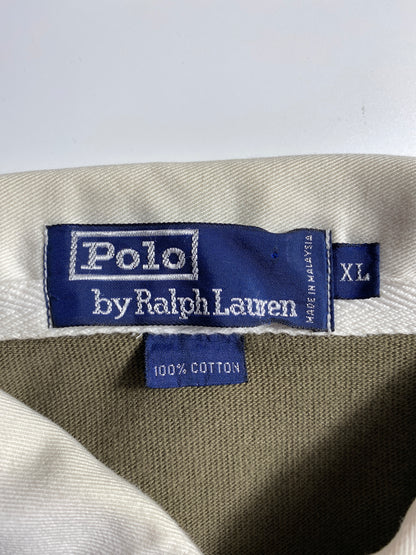 Polo
by Ralph Lauren
MADE IN MALAYSIA
XL
100% COTTON